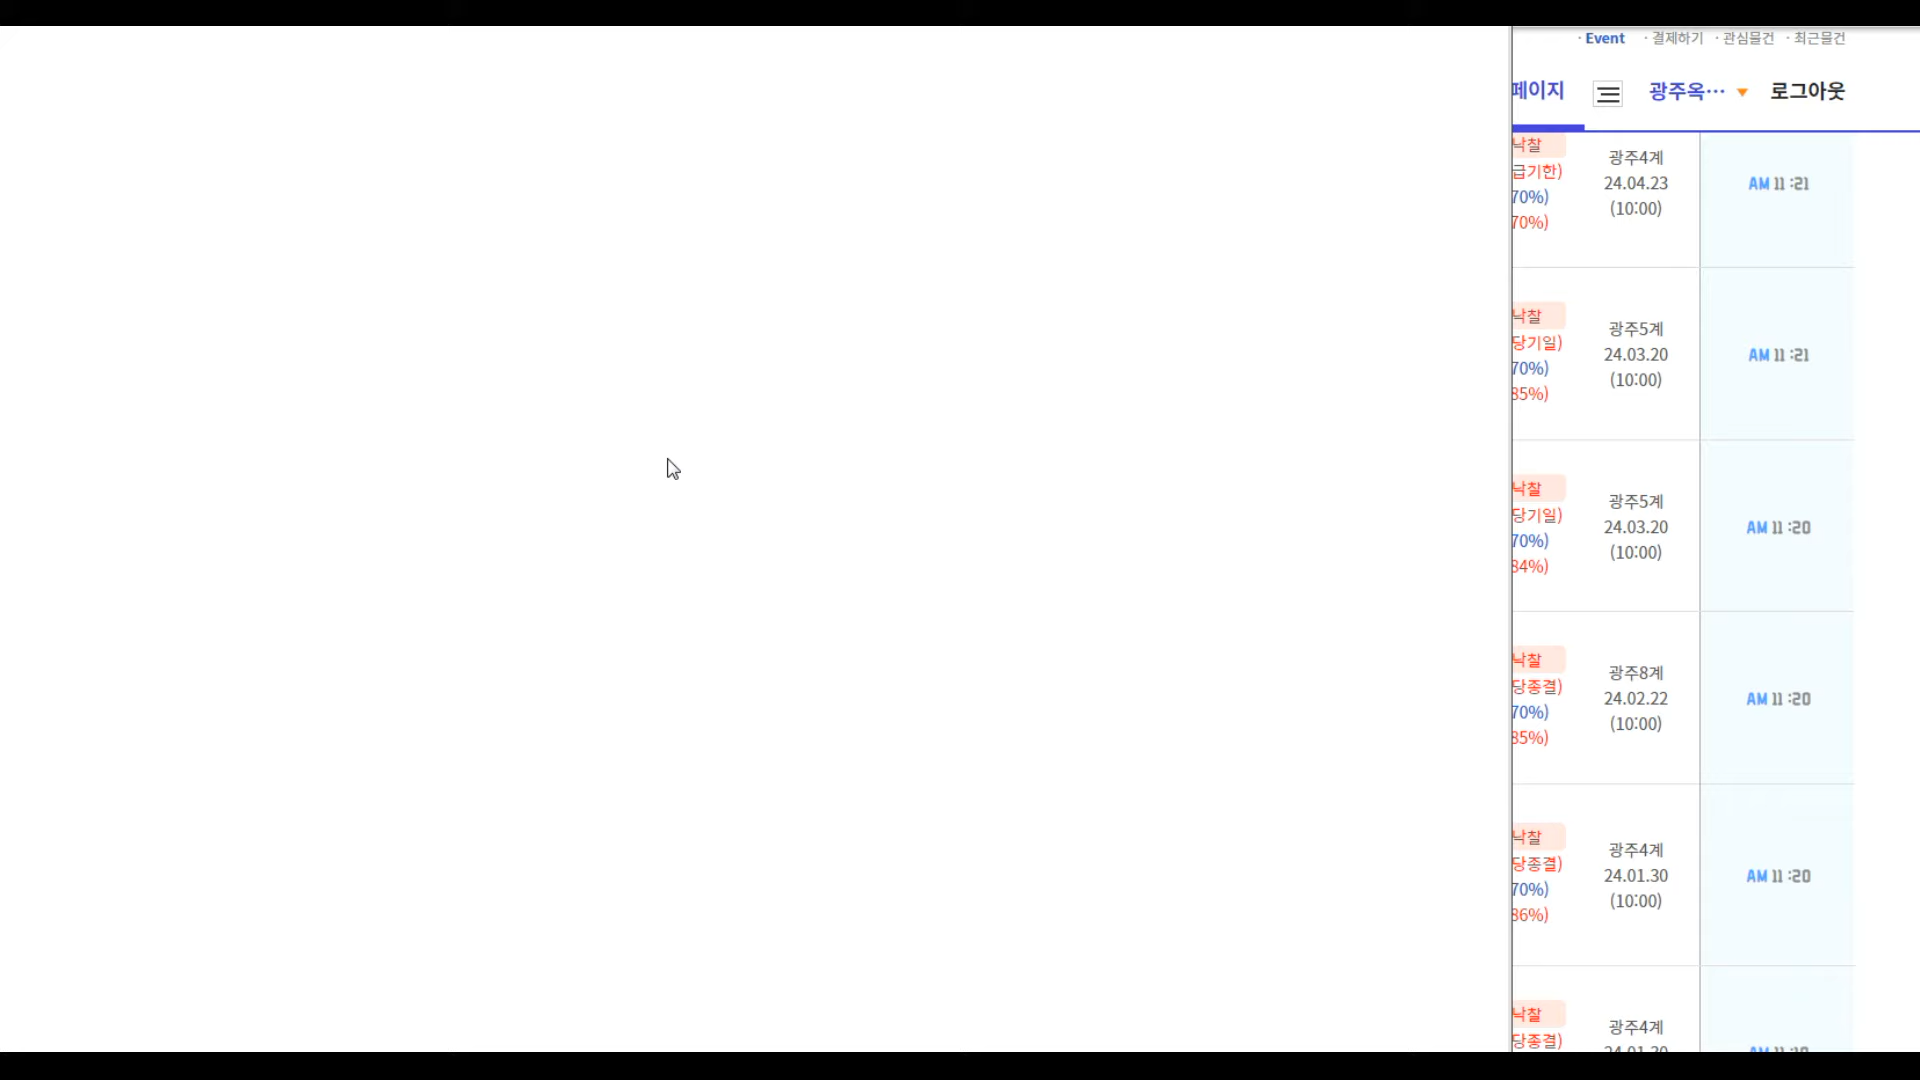 · Event · 결제하기 · 관심물건 · 최근물건
페이지 광주옥··· 로그아웃
낙찰
급기한)
70%)
70%)
광주4계
24.04.23
(10:00)
AM 11 :21
낙찰
당기일)
70%)
85%)
광주5계
24.03.20
(10:00)
AM 11 :21
낙찰
당기일)
70%)
84%)
광주5계
24.03.20
(10:00)
AM 11 :20
낙찰
당종결)
70%)
85%)
광주8계
24.02.22
(10:00)
AM 11 :20
낙찰
당종결)
70%)
86%)
광주4계
24.01.30
(10:00)
AM 11 :20
낙찰
당종결)
광주4계
24.01.30